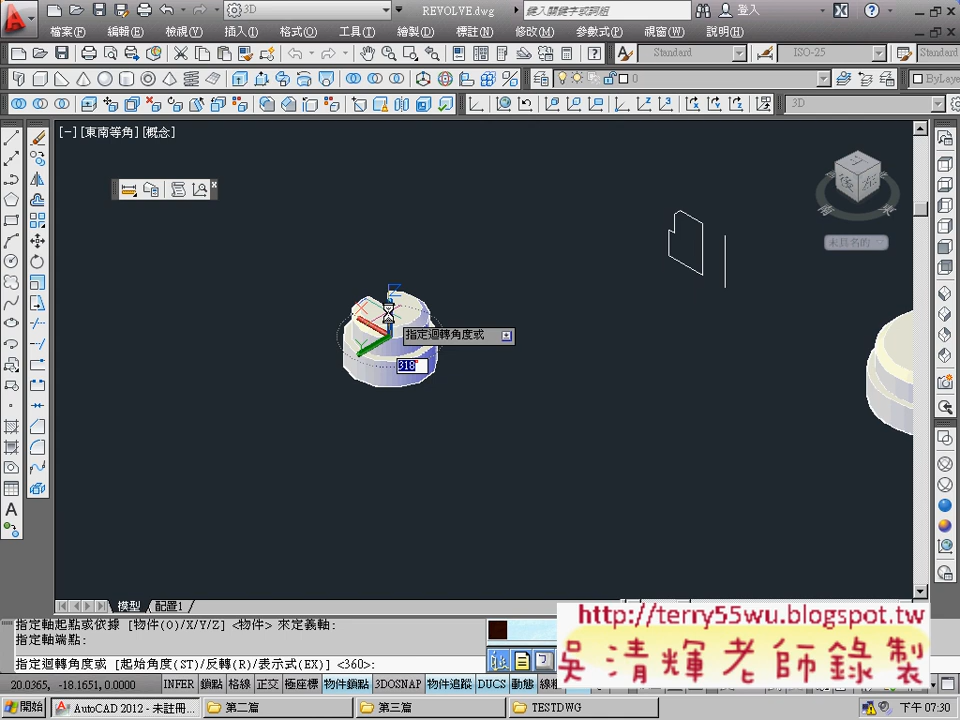 3D
REVOLVE.dwg
鍵入關鍵字或詞組
登入
檔案(F)
編輯(E)
檢視(V)
插入(I)
格式(O)
工具(T)
繪製(D)
標註(N)
修改(M)
參數式(P)
視窗(W)
說明(H)
Standard
ISO-25
Standard
0
ByLaye
3D
[−] [東南等角] [概念]
未具名的
指定迴轉角度或
318
模型
配置1
指定軸起點或依據 [物件(O)/X/Y/Z] <物件> 來定義軸:
指定軸端點:
指定迴轉角度或 [起始角度(ST)/反轉(R)/表示式(EX)] <360>:
http://terry55wu.blogspot.tw
吳清輝老師錄製
20.0365, -18.1651, 0.0000
INFER
鎖點
格線
正交
極座標
物件鎖點
3DOSNAP
物件追蹤
DUCS
動態
開始
AutoCAD 2012 - 未註冊...
第二篇
第三篇
TESTDWG
下午 07:30